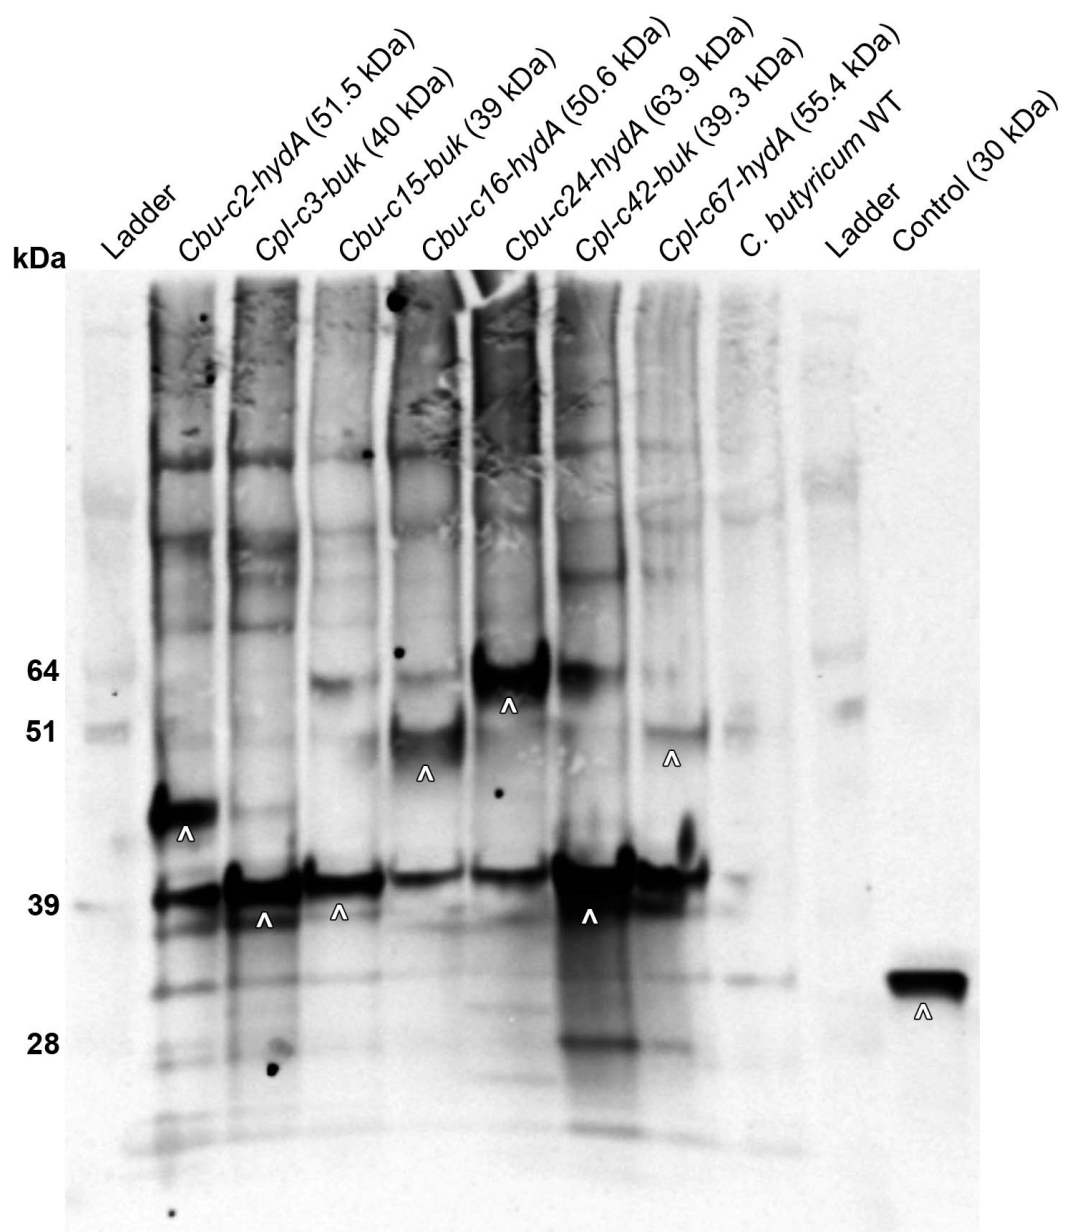 Ladder
Cbu-c2-hydA (51.5 kDa)
Cpl-c3-buk (40 kDa)
Cbu-c15-buk (39 kDa)
Cbu-c16-hydA (50.6 kDa)
Cbu-c24-hydA (63.9 kDa)
Cpl-c42-buk (39.3 kDa)
Cpl-c67-hydA (55.4 kDa)
C. butyricum WT
Ladder
Control (30 kDa)
kDa
64
51
39
28